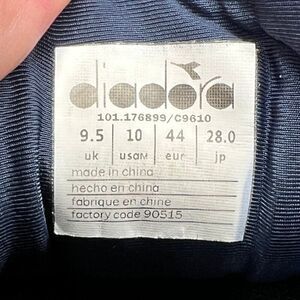 diadora
101.176899/C9610
9.5 10 44 28.0
uk usam eur jp
made in china
hecho en china
fabrique en chine
factory code 90515